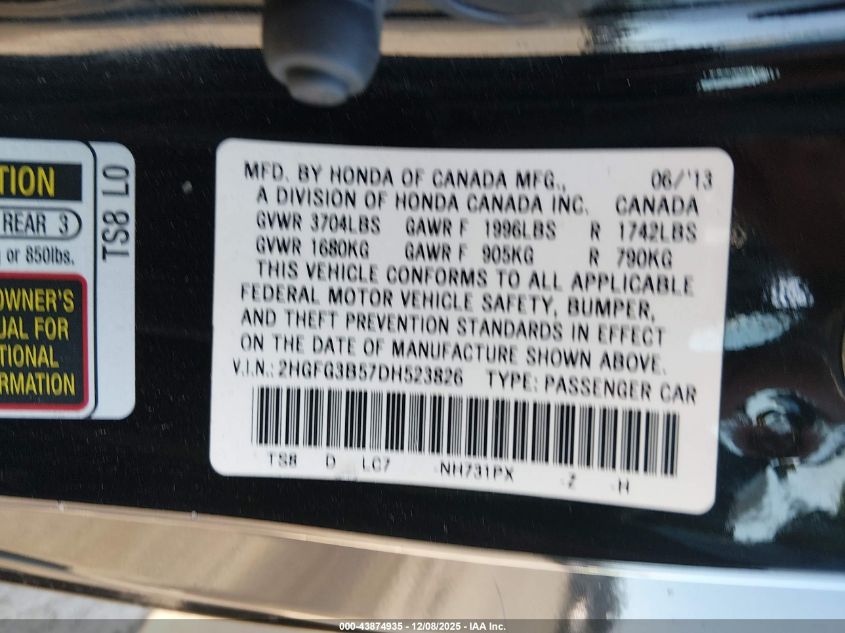 TION
REAR 3
or 850lbs.
OWNER'S
UAL FOR
TIONAL
ORMATION
TS8 L0
MFD. BY HONDA OF CANADA MFG., 06/'13
A DIVISION OF HONDA CANADA INC. CANADA
GVWR 3704LBS GAWR F 1996LBS R 1742LBS
GVWR 1680KG GAWR F 905KG R 790KG
THIS VEHICLE CONFORMS TO ALL APPLICABLE
FEDERAL MOTOR VEHICLE SAFETY, BUMPER,
AND THEFT PREVENTION STANDARDS IN EFFECT
ON THE DATE OF MANUFACTURE SHOWN ABOVE.
V.I.N.: 2HGFG3B57DH523826 TYPE: PASSENGER CAR
TS8 D LC7 -NH731PX -Z -H
000-43874935 - 12/08/2025 - IAA Inc.